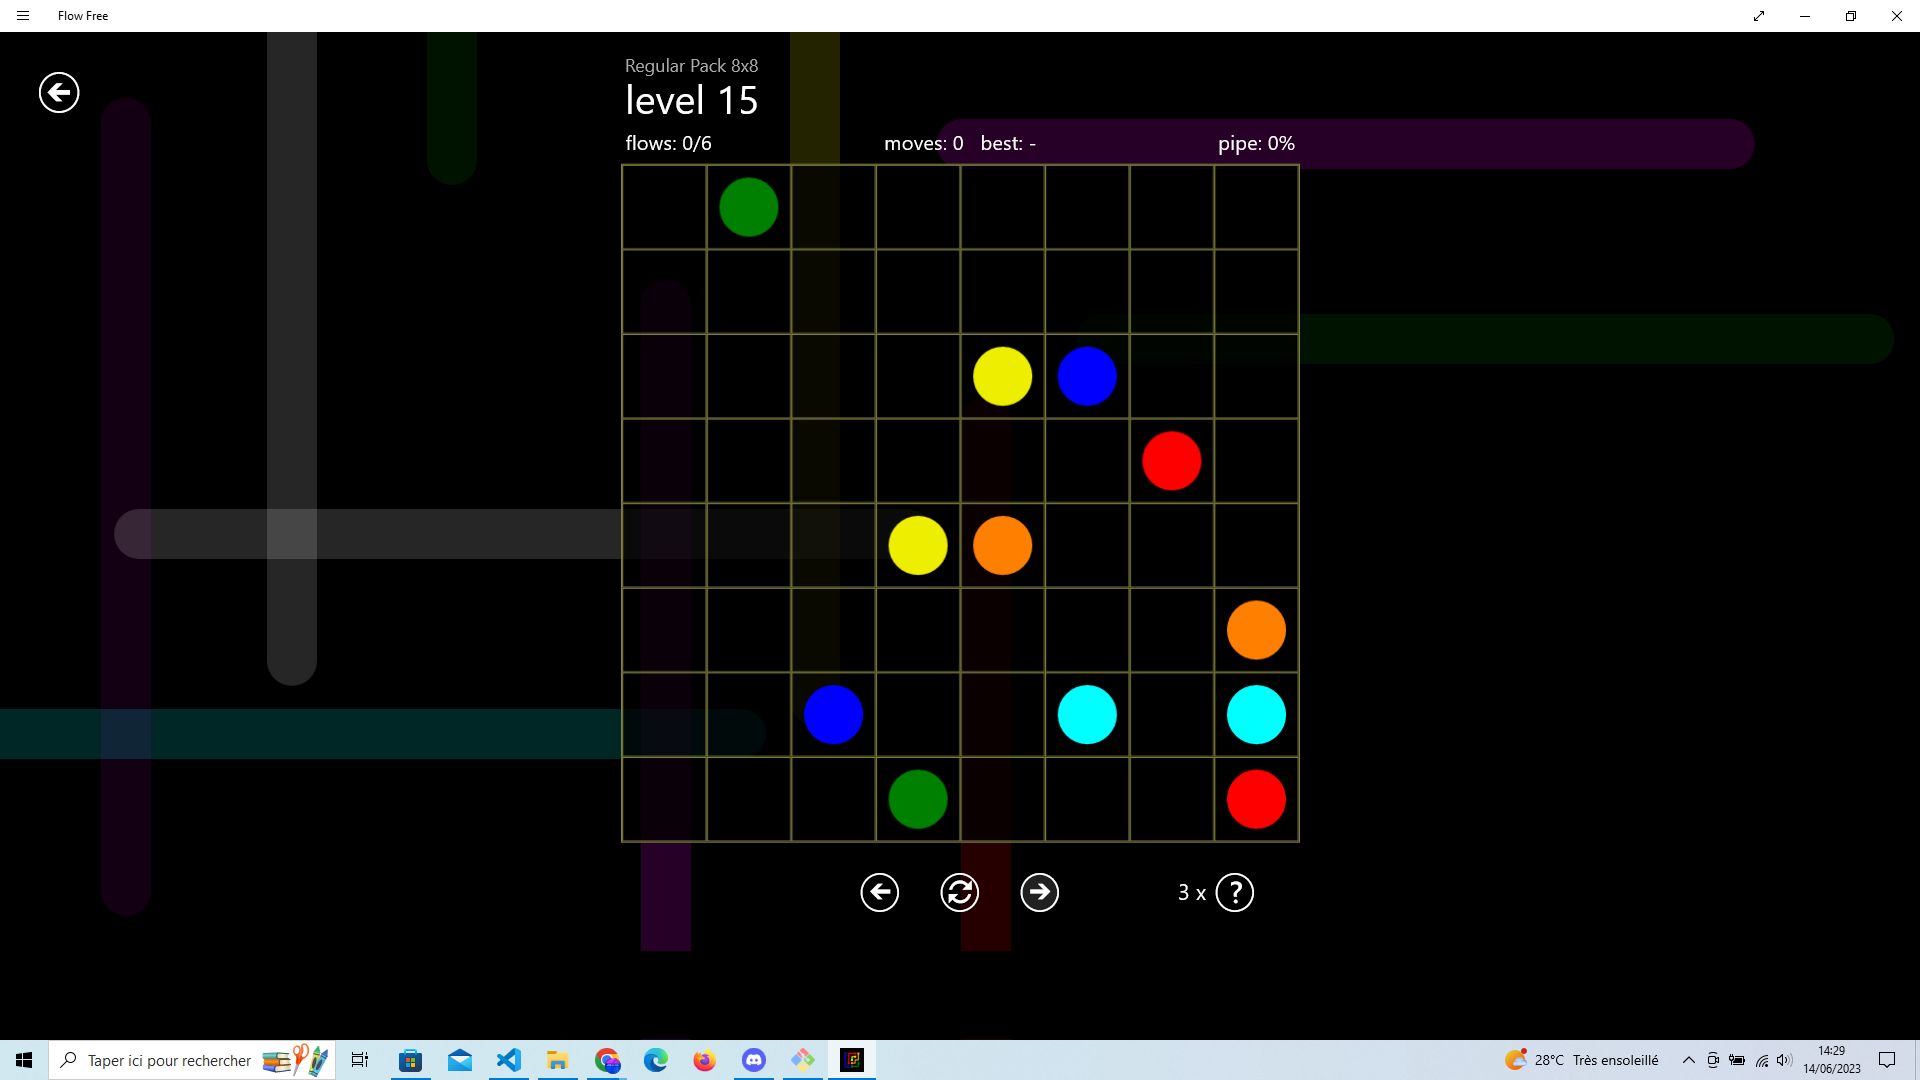 Flow Free
Regular Pack 8x8
level 15
flows: 0/6 moves: 0 best: - pipe: 0%
3 x ?
Taper ici pour rechercher
28°C Très ensoleillé
14:29
14/06/2023